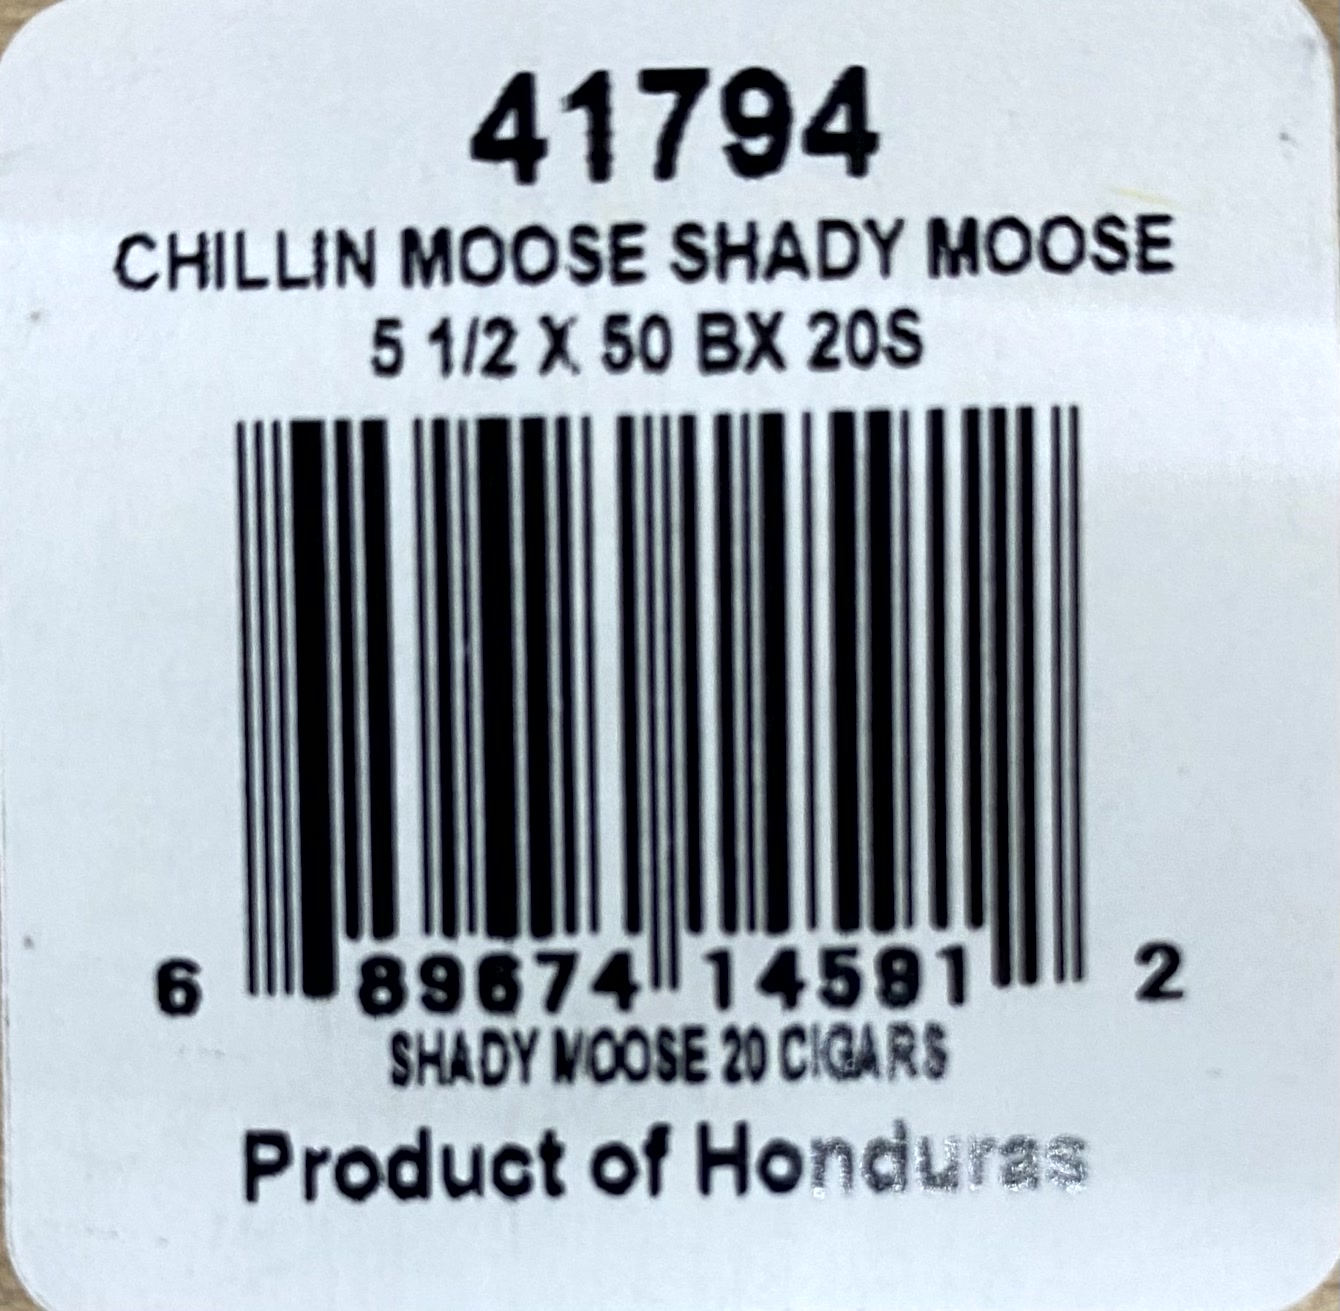 41794
CHILLIN MOOSE SHADY MOOSE
5 1/2 X 50 BX 20S
6 89674 14591 2
SHADY MOOSE 20 CIGARS
Product of Honduras